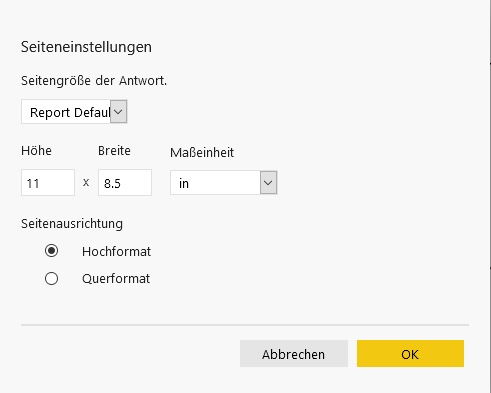 Seiteneinstellungen
Seitengröße der Antwort.
Report Defaul
Höhe Breite Maßeinheit
11 x 8.5 in
Seitenausrichtung
Hochformat
Querformat
Abbrechen OK